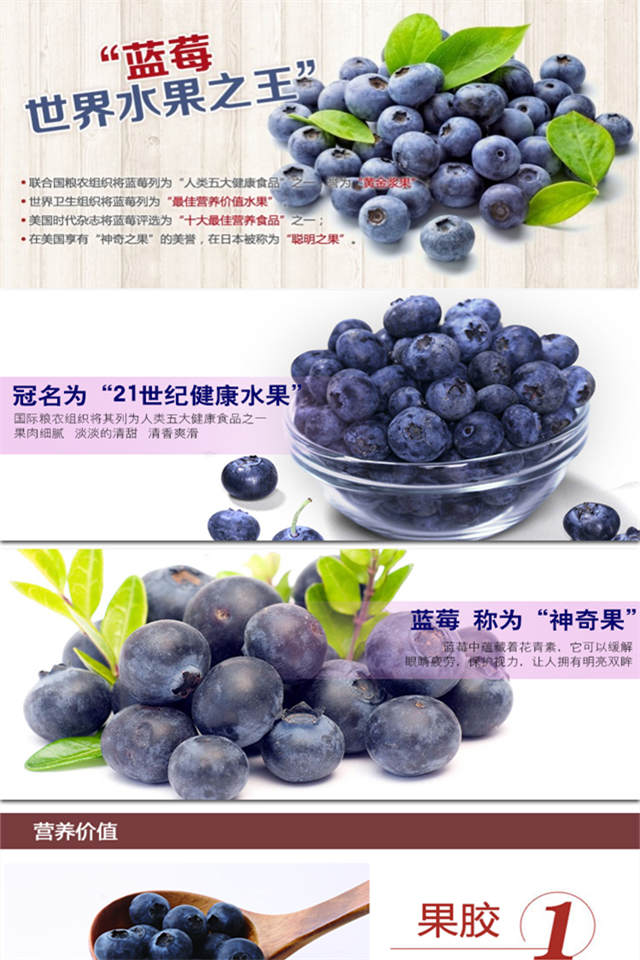 “蓝莓
世界水果之王”
• 联合国粮农组织将蓝莓列为“人类五大健康食品”之一，誉为“黄金浆果”
• 世界卫生组织将蓝莓列为“最佳营养价值水果”；
• 美国时代杂志将蓝莓评选为“十大最佳营养食品”之一；
• 在美国享有“神奇之果”的美誉，在日本被称为“聪明之果”。
冠名为“21世纪健康水果”
国际粮农组织将其列为人类五大健康食品之一
果肉细腻 淡淡的清甜 清香爽滑
蓝莓 称为“神奇果”
蓝莓中蕴藏着花青素，它可以缓解
眼睛疲劳，保护视力，让人拥有明亮双眸
营养价值
果胶 1